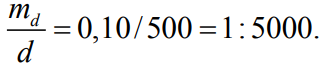 m_d/d = 0,10/500 = 1 : 5000.